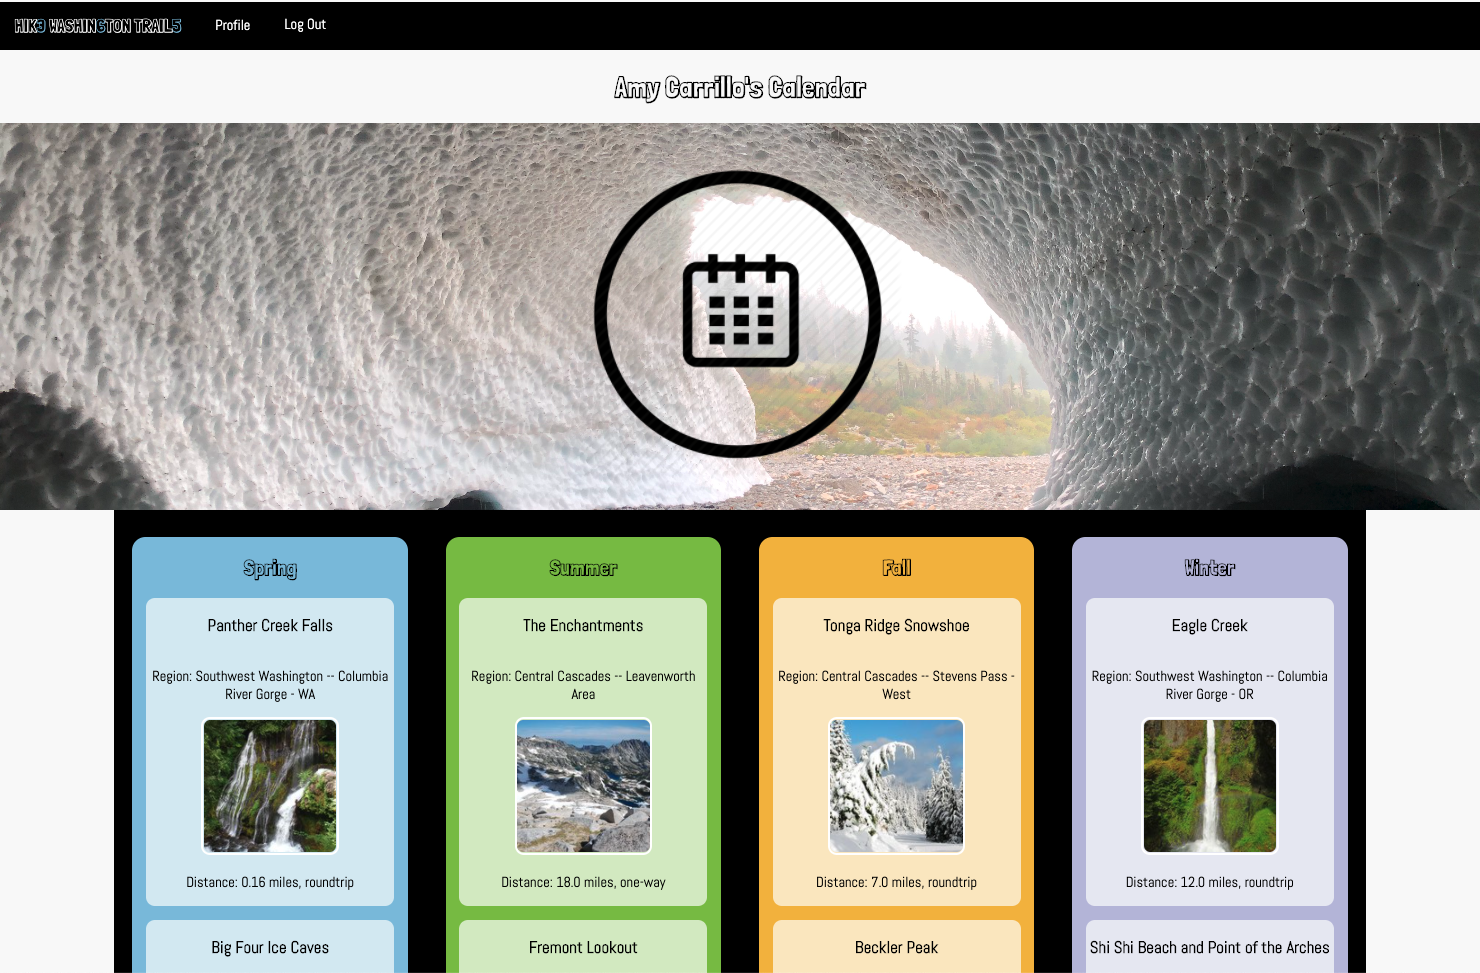 HIK3 WASHIN6TON TRAIL5
Profile
Log Out
Amy Carrillo's Calendar
Spring
Panther Creek Falls
Region: Southwest Washington -- Columbia
River Gorge - WA
Distance: 0.16 miles, roundtrip
Big Four Ice Caves
Summer
The Enchantments
Region: Central Cascades -- Leavenworth
Area
Distance: 18.0 miles, one-way
Fremont Lookout
Fall
Tonga Ridge Snowshoe
Region: Central Cascades -- Stevens Pass -
West
Distance: 7.0 miles, roundtrip
Beckler Peak
Winter
Eagle Creek
Region: Southwest Washington -- Columbia
River Gorge - OR
Distance: 12.0 miles, roundtrip
Shi Shi Beach and Point of the Arches